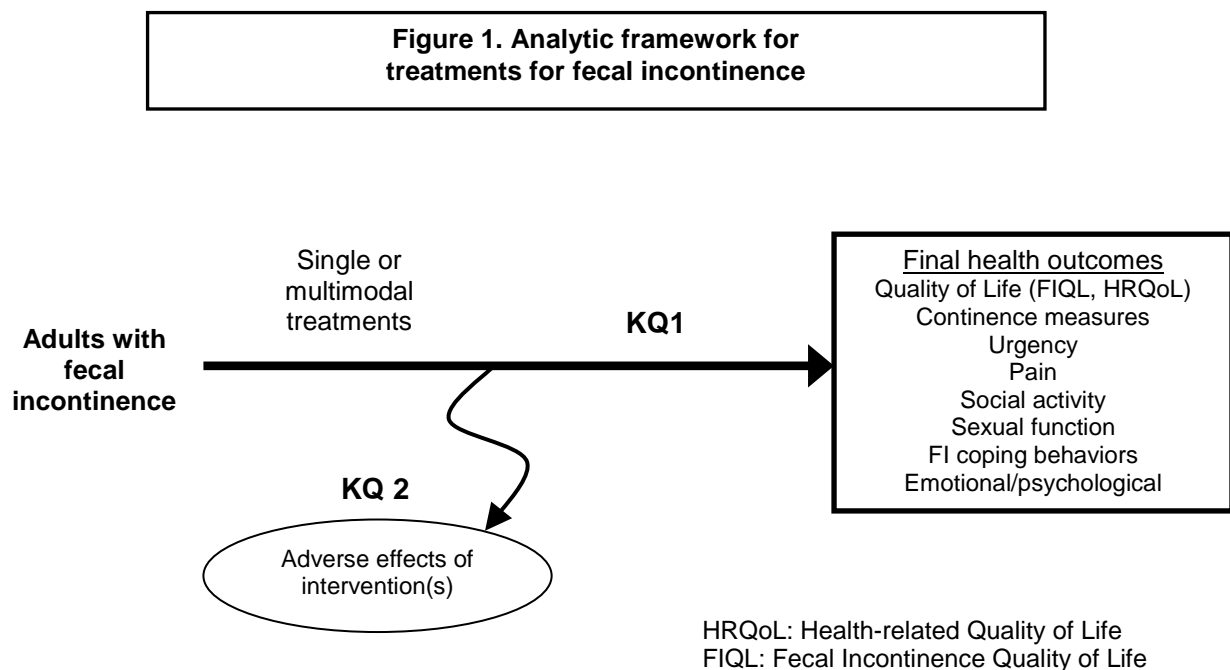 Figure 1. Analytic framework for
treatments for fecal incontinence
Single or
multimodal
treatments
Adults with
fecal
incontinence
KQ1
Final health outcomes
Quality of Life (FIQL, HRQoL)
Continence measures
Urgency
Pain
Social activity
Sexual function
FI coping behaviors
Emotional/psychological
KQ 2
Adverse effects of
intervention(s)
HRQoL: Health-related Quality of Life
FIQL: Fecal Incontinence Quality of Life